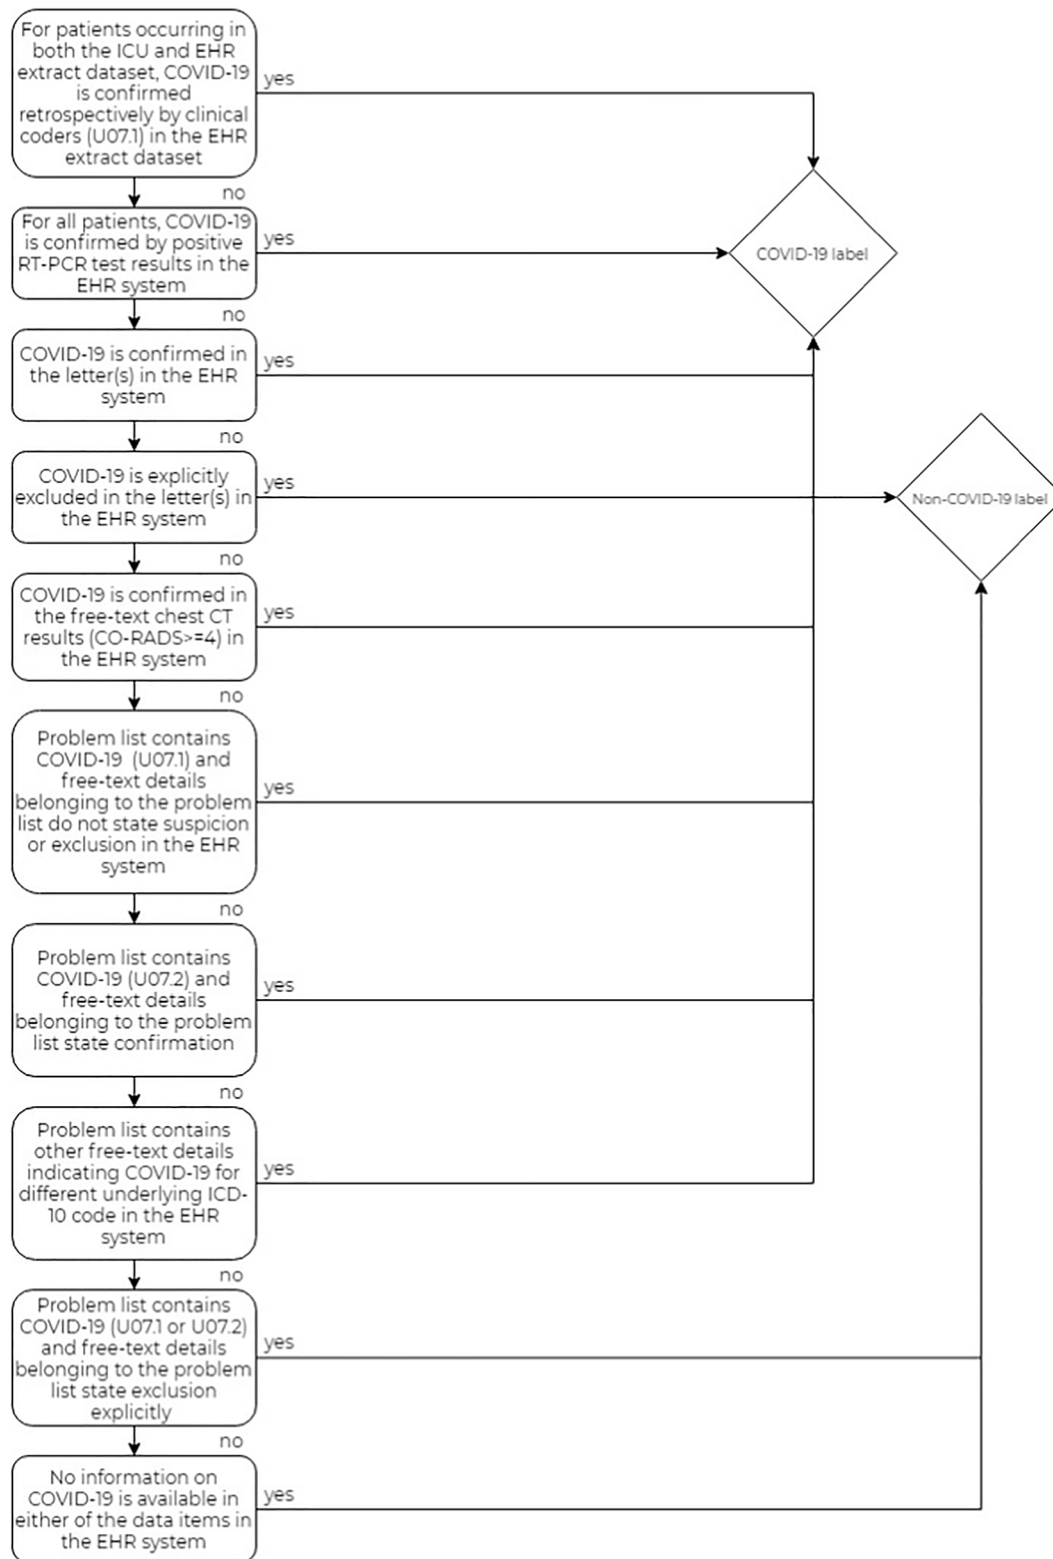 For patients occurring in
both the ICU and EHR
extract dataset, COVID-19
is confirmed
retrospectively by clinical
coders (U07.1) in the EHR
extract dataset
yes
no
For all patients, COVID-19
is confirmed by positive
RT-PCR test results in the
EHR system
yes
COVID-19 label
no
COVID-19 is confirmed in
the letter(s) in the EHR
system
yes
no
COVID-19 is explicitly
excluded in the letter(s) in
the EHR system
yes
Non-COVID-19 label
no
COVID-19 is confirmed in
the free-text chest CT
results (CO-RADS>=4) in
the EHR system
yes
no
Problem list contains
COVID-19 (U07.1) and
free-text details
belonging to the problem
list do not state suspicion
or exclusion in the EHR
system
yes
no
Problem list contains
COVID-19 (U07.2) and
free-text details
belonging to the problem
list state confirmation
yes
no
Problem list contains
other free-text details
indicating COVID-19 for
different underlying ICD-
10 code in the EHR
system
yes
no
Problem list contains
COVID-19 (U07.1 or U07.2)
and free-text details
belonging to the problem
list state exclusion
explicitly
yes
no
No information on
COVID-19 is available in
either of the data items in
the EHR system
yes